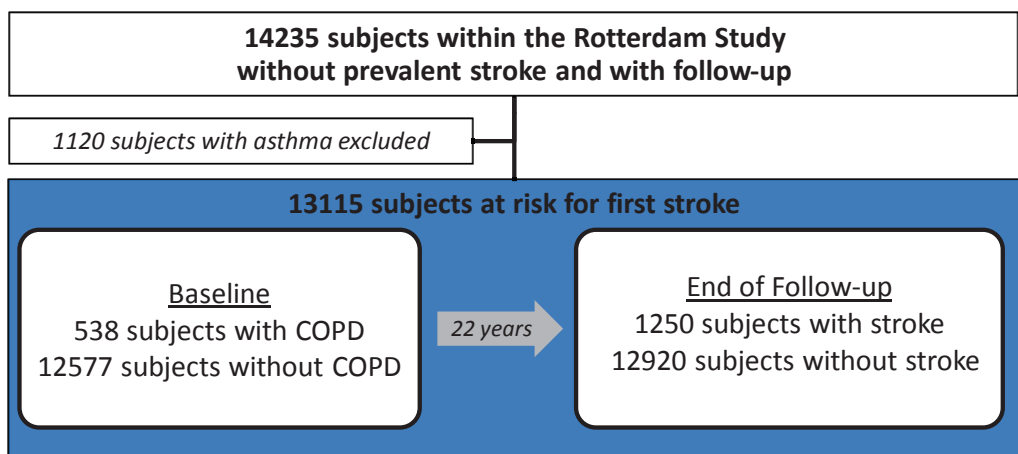 14235 subjects within the Rotterdam Study
without prevalent stroke and with follow-up
1120 subjects with asthma excluded
13115 subjects at risk for first stroke
Baseline
538 subjects with COPD
12577 subjects without COPD
22 years
End of Follow-up
1250 subjects with stroke
12920 subjects without stroke